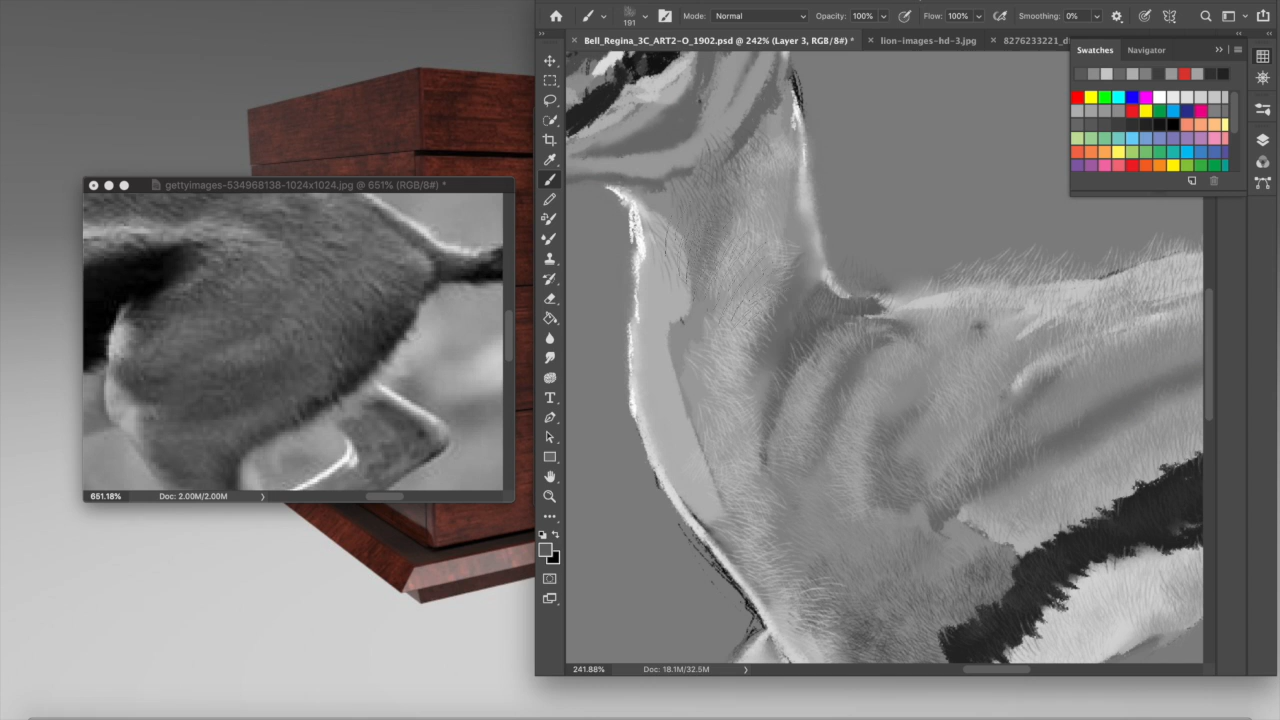 191
Mode: Normal
Opacity: 100%
Flow: 100%
Smoothing: 0%
Bell_Regina_3C_ART2-O_1902.psd @ 242% (Layer 3, RGB/8#) *
lion-images-hd-3.jpg
8276233221_d
Swatches
Navigator
gettyimages-534968138-1024x1024.jpg @ 651% (RGB/8#) *
651.18%
Doc: 2.00M/2.00M
241.88%
Doc: 18.1M/32.5M